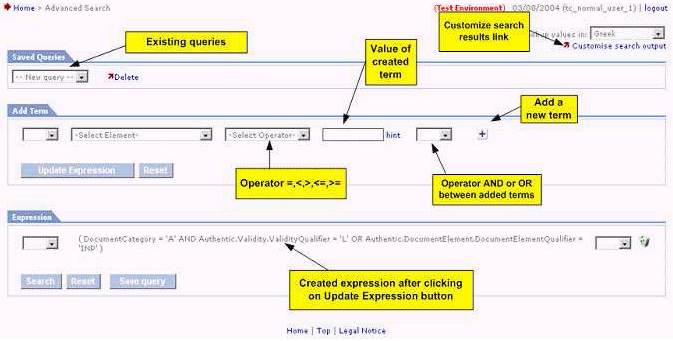 Home > Advanced Search
(Test Environment) 03/08/2004 (tc_normal_user_1) | logout
Customize search
results link
values in: Greek
Customise search output
Existing queries
Saved Queries
-- New query --
Delete
Value of
created
term
Add a
new term
Add Term
-Select Element-
-Select Operator-
hint
+
Operator =,<,>,<=,>=
Operator AND or OR
between added terms
Update Expression
Reset
Expression
( DocumentCategory = 'A' AND Authentic.Validity.ValidityQualifier = 'L' OR Authentic.DocumentElement.DocumentElementQualifier =
'INP' )
Search
Reset
Save query
Created expression after clicking
on Update Expression button
Home | Top | Legal Notice